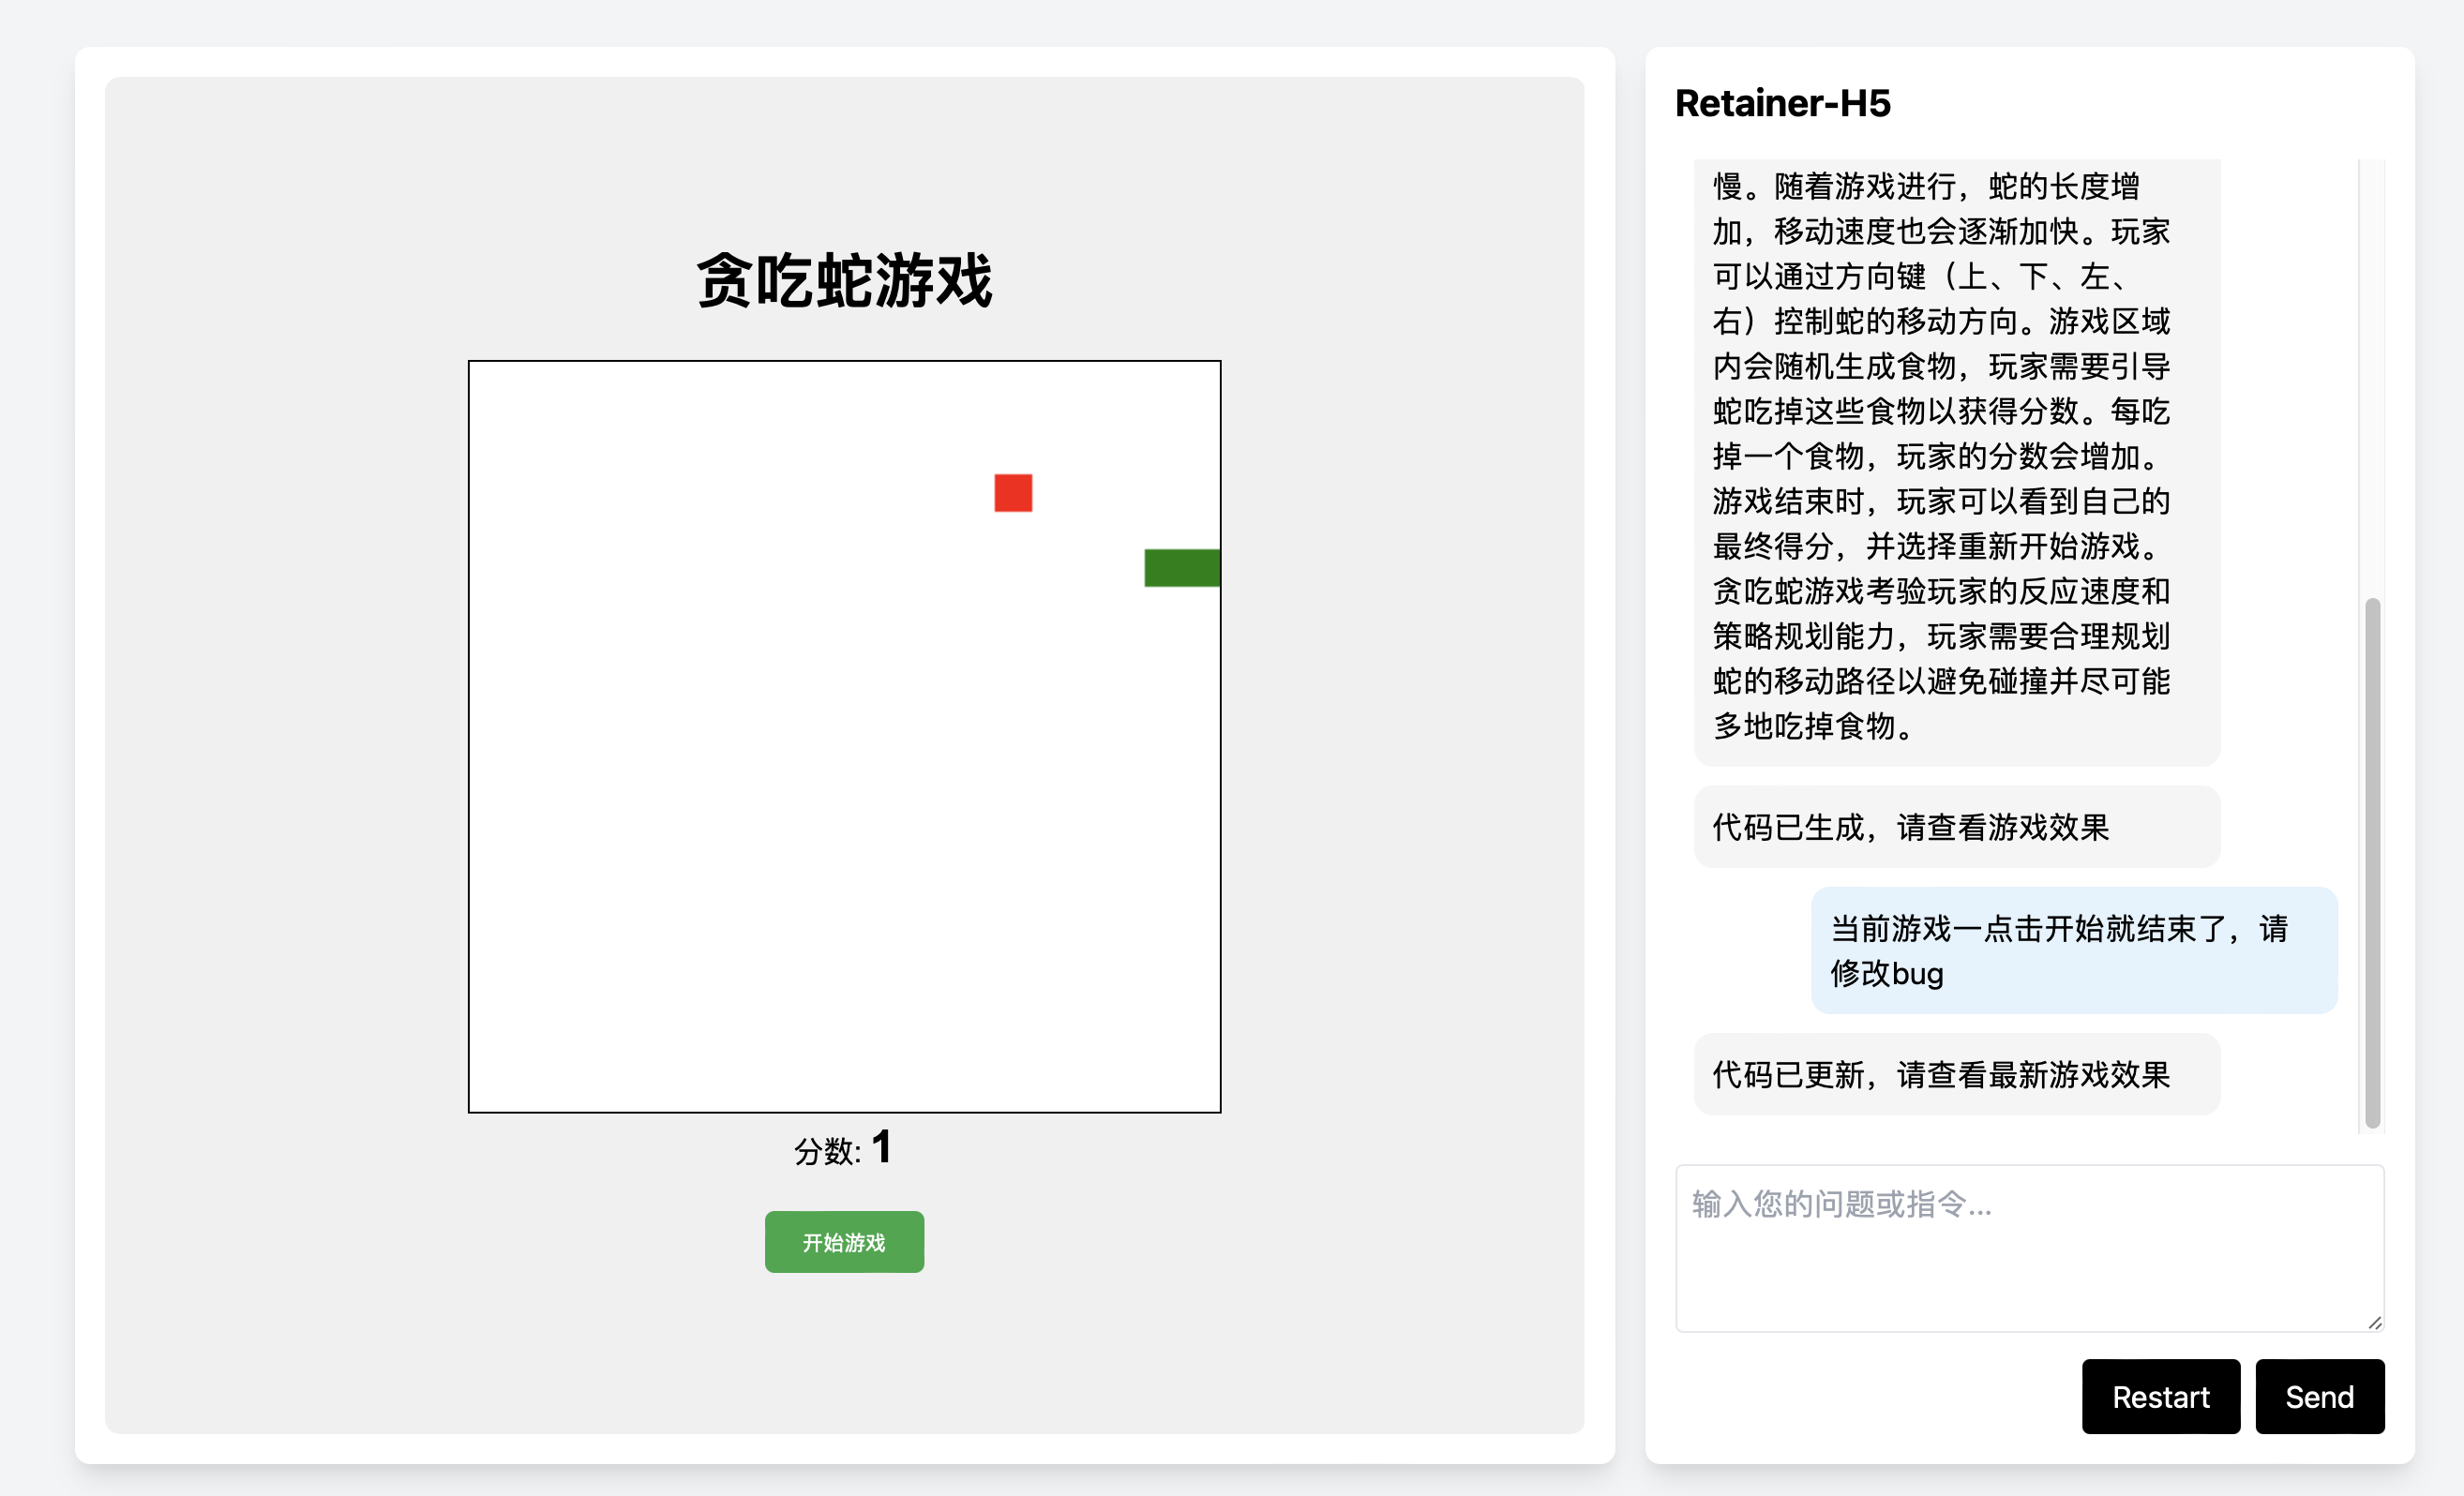 贪吃蛇游戏
分数: 1
开始游戏
Retainer-H5
慢。随着游戏进行，蛇的长度增
加，移动速度也会逐渐加快。玩家
可以通过方向键（上、下、左、
右）控制蛇的移动方向。游戏区域
内会随机生成食物，玩家需要引导
蛇吃掉这些食物以获得分数。每吃
掉一个食物，玩家的分数会增加。
游戏结束时，玩家可以看到自己的
最终得分，并选择重新开始游戏。
贪吃蛇游戏考验玩家的反应速度和
策略规划能力，玩家需要合理规划
蛇的移动路径以避免碰撞并尽可能
多地吃掉食物。
代码已生成，请查看游戏效果
当前游戏一点击开始就结束了，请
修改bug
代码已更新，请查看最新游戏效果
输入您的问题或指令...
Restart
Send